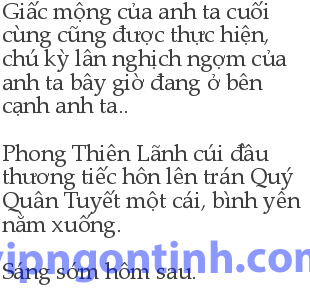 Giấc mộng của anh ta cuối
cùng cũng được thực hiện,
chú kỳ lân nghịch ngợm của
anh ta bây giờ đang ở bên
cạnh anh ta..
Phong Thiên Lãnh cúi đầu
thương tiếc hôn lên trán Quý
Quân Tuyết một cái, bình yên
nằm xuống.
vipngontinh.com
Sáng sớm hôm sau.